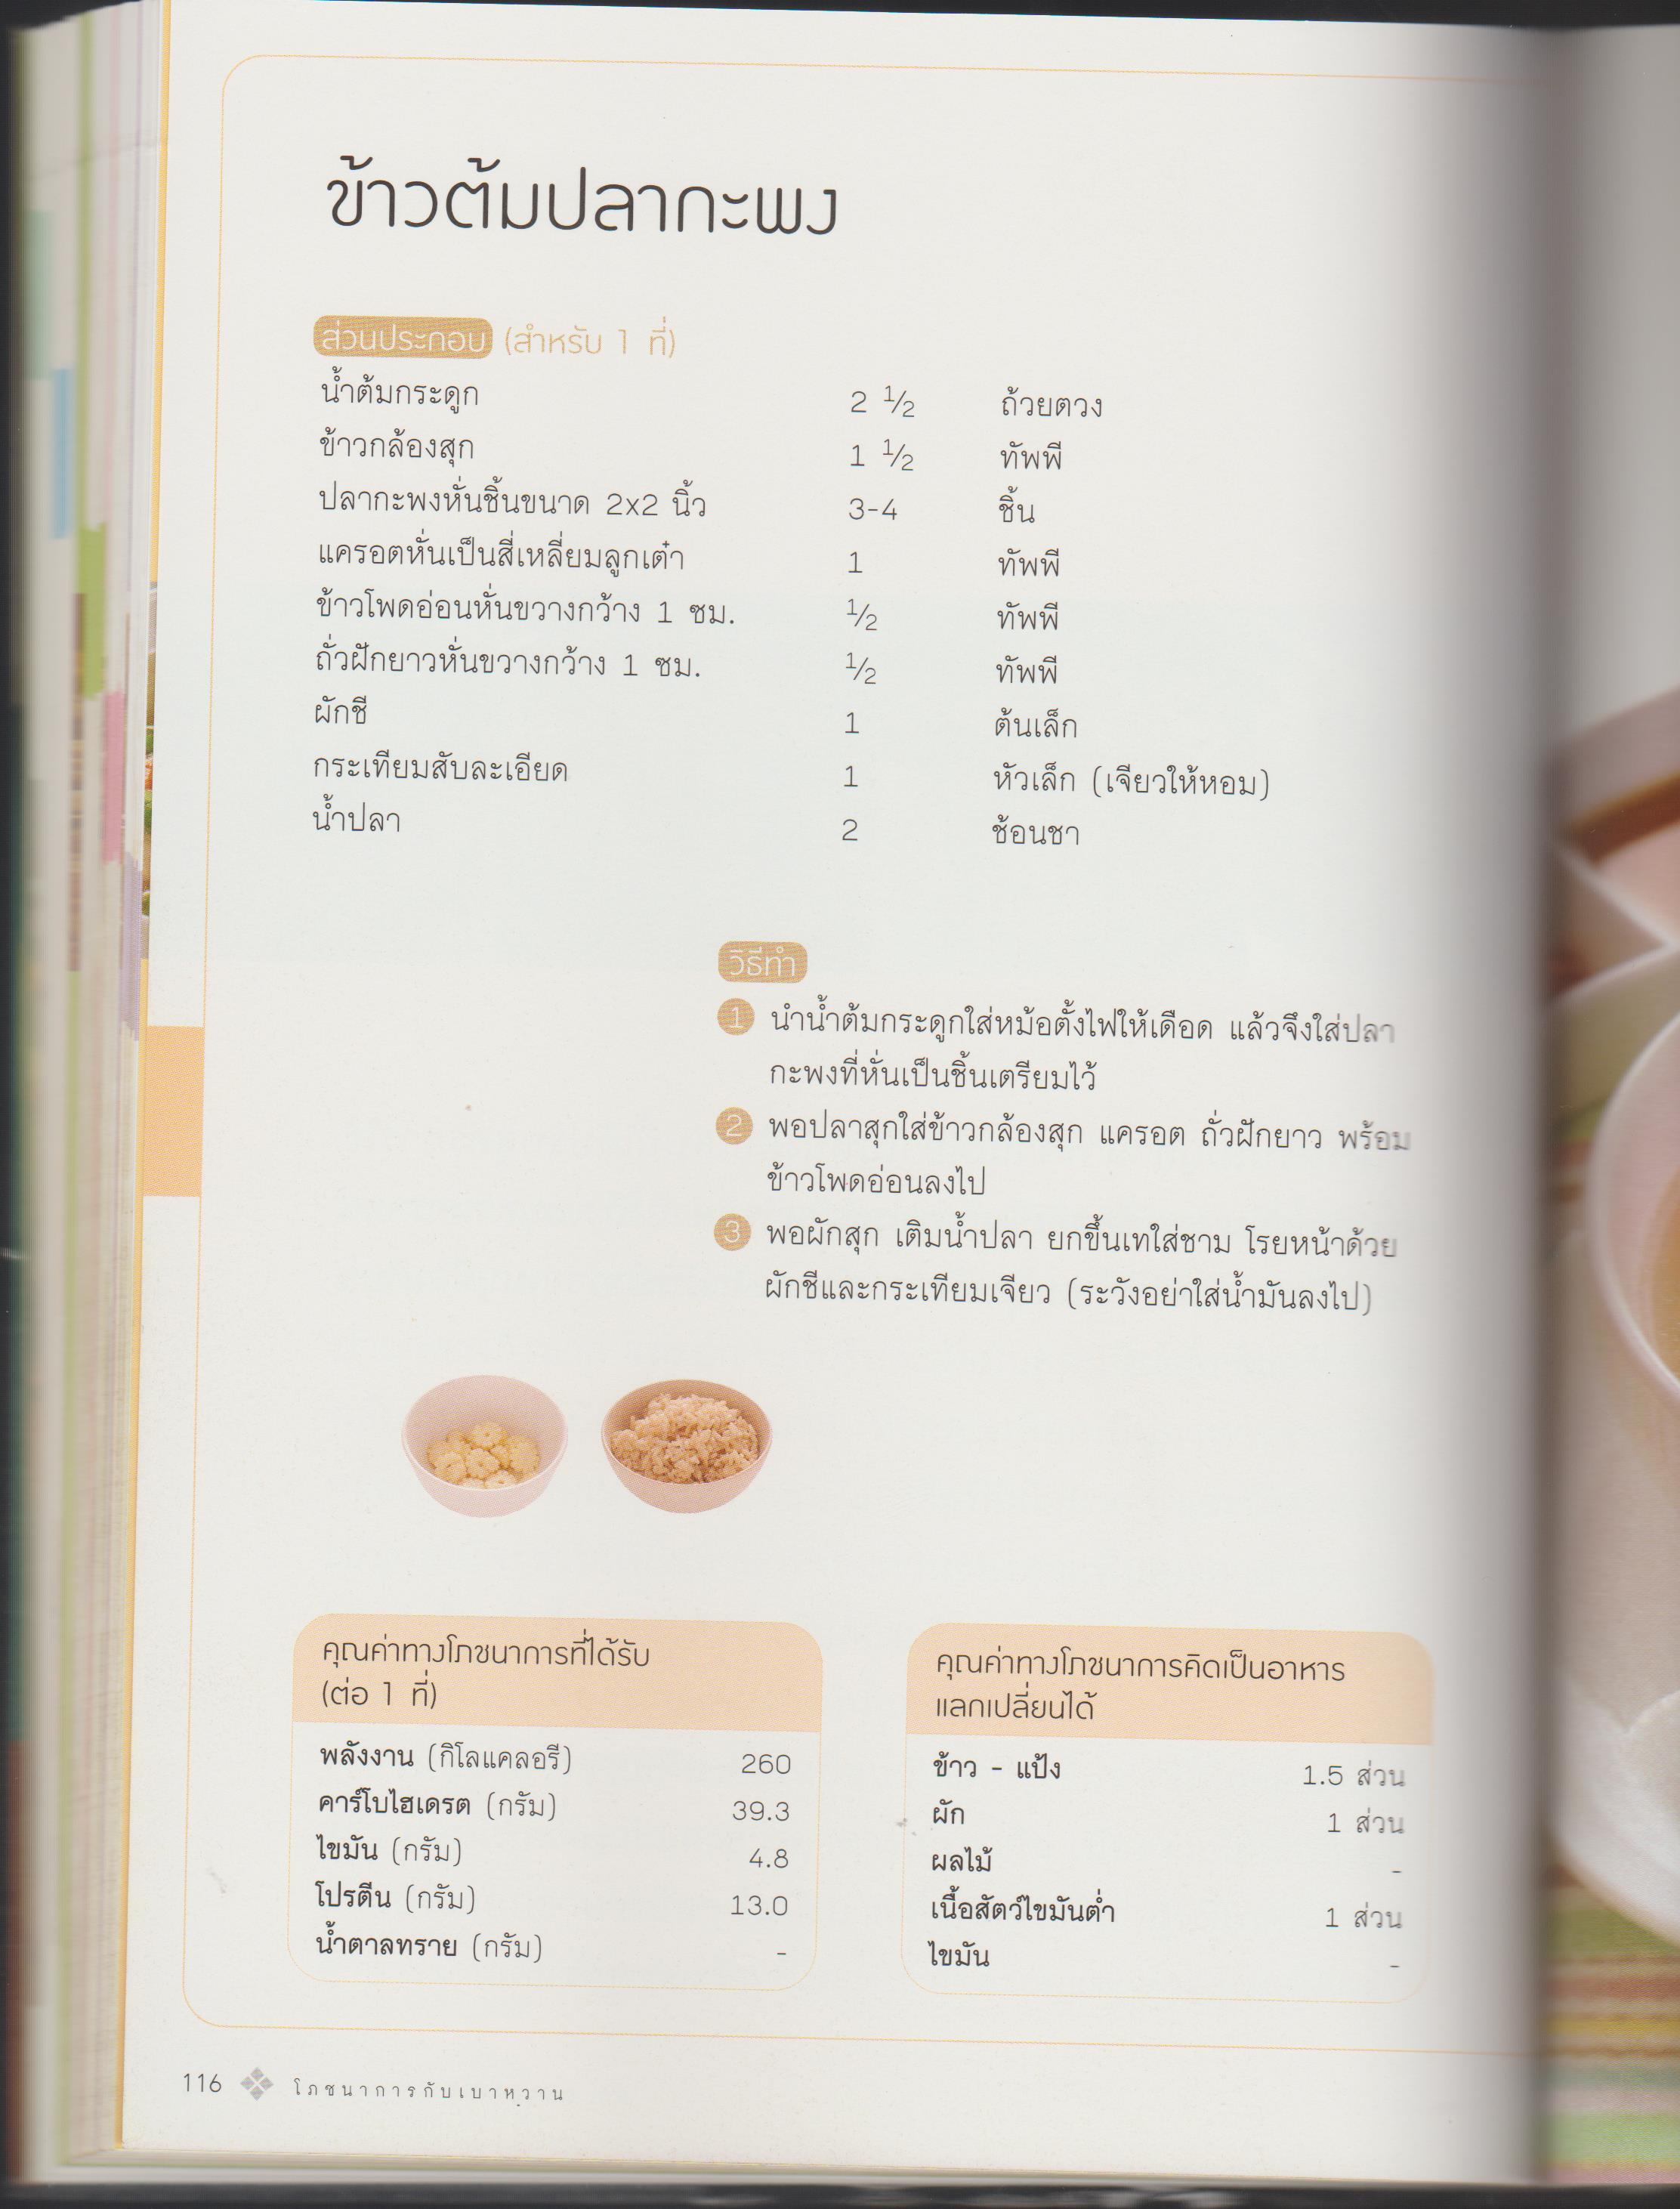 ข้าวต้มปลากะพง
ส่วนประกอบ (สำหรับ 1 ที่)
น้ำต้มกระดูก 2 ½ ถ้วยตวง
ข้าวกล้องสุก 1 ½ ทัพพี
ปลากะพงหั่นชิ้นขนาด 2x2 นิ้ว 3-4 ชิ้น
แครอตหั่นเป็นสี่เหลี่ยมลูกเต๋า 1 ทัพพี
ข้าวโพดอ่อนหั่นขวางกว้าง 1 ซม. ½ ทัพพี
ถั่วฝักยาวหั่นขวางกว้าง 1 ซม. ½ ทัพพี
ผักชี 1 ต้นเล็ก
กระเทียมสับละเอียด 1 หัวเล็ก (เจียวให้หอม)
น้ำปลา 2 ช้อนชา
วิธีทำ
1 นำน้ำต้มกระดูกใส่หม้อตั้งไฟให้เดือด แล้วจึงใส่ปลา
กะพงที่หั่นเป็นชิ้นเตรียมไว้
2 พอปลาสุกใส่ข้าวกล้องสุก แครอต ถั่วฝักยาว พร้อม
ข้าวโพดอ่อนลงไป
3 พอผักสุก เติมน้ำปลา ยกขึ้นเทใส่ชาม โรยหน้าด้วย
ผักชีและกระเทียมเจียว (ระวังอย่าใส่น้ำมันลงไป)
คุณค่าทางโภชนาการที่ได้รับ
(ต่อ 1 ที่)
พลังงาน (กิโลแคลอรี) 260
คาร์โบไฮเดรต (กรัม) 39.3
ไขมัน (กรัม) 4.8
โปรตีน (กรัม) 13.0
น้ำตาลทราย (กรัม) -
คุณค่าทางโภชนาการคิดเป็นอาหาร
แลกเปลี่ยนได้
ข้าว - แป้ง 1.5 ส่วน
ผัก 1 ส่วน
ผลไม้ -
เนื้อสัตว์ไขมันต่ำ 1 ส่วน
ไขมัน -
116 โภชนาการกับเบาหวาน